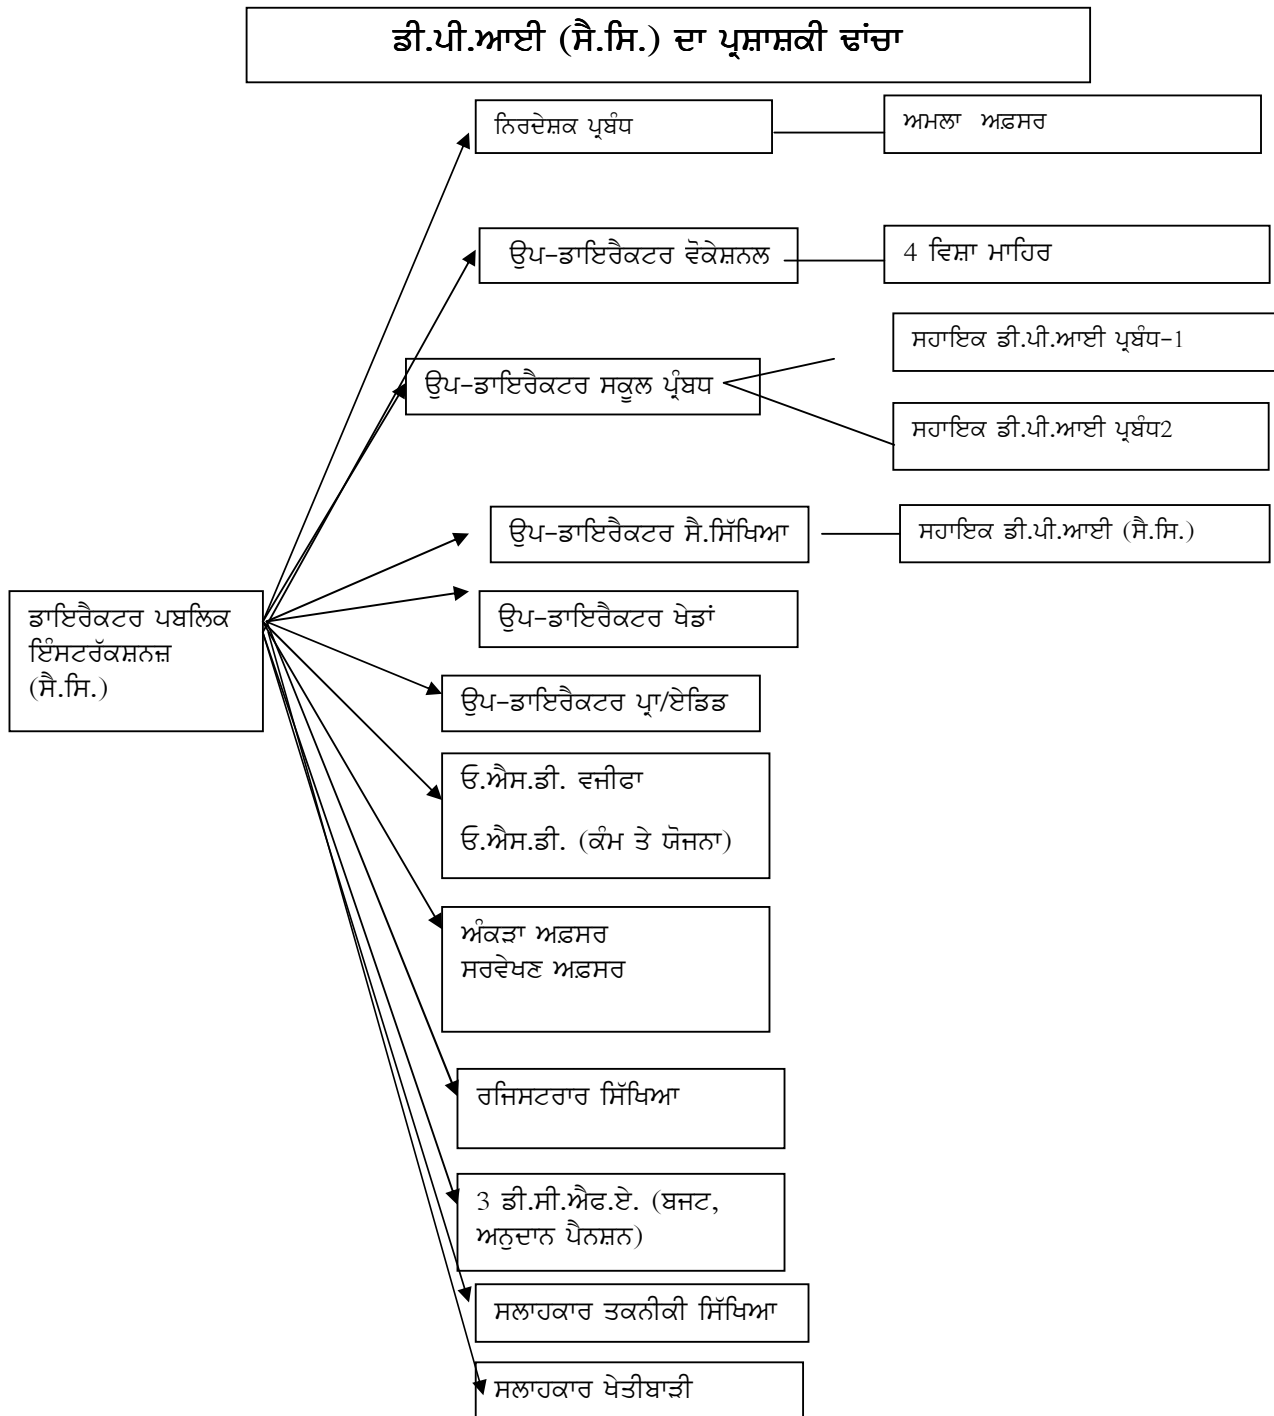 ਡੀ.ਪੀ.ਆਈ (ਸੈ.ਸਿ.) ਦਾ ਪ੍ਰਸ਼ਾਸ਼ਕੀ ਢਾਂਚਾ
ਨਿਰਦੇਸ਼ਕ ਪ੍ਰਬੰਧ
ਅਮਲਾ ਅਫ਼ਸਰ
ਉਪ-ਡਾਇਰੈਕਟਰ ਵੋਕੇਸ਼ਨਲ
4 ਵਿਸ਼ਾ ਮਾਹਿਰ
ਉਪ-ਡਾਇਰੈਕਟਰ ਸਕੂਲ ਪ੍ਰੰਬਧ
ਸਹਾਇਕ ਡੀ.ਪੀ.ਆਈ ਪ੍ਰਬੰਧ-1
ਸਹਾਇਕ ਡੀ.ਪੀ.ਆਈ ਪ੍ਰਬੰਧ2
ਉਪ-ਡਾਇਰੈਕਟਰ ਸੈ.ਸਿੱਖਿਆ
ਸਹਾਇਕ ਡੀ.ਪੀ.ਆਈ (ਸੈ.ਸਿ.)
ਡਾਇਰੈਕਟਰ ਪਬਲਿਕ
ਇੰਸਟਰੱਕਸ਼ਨਜ਼
(ਸੈ.ਸਿ.)
ਉਪ-ਡਾਇਰੈਕਟਰ ਖੇਡਾਂ
ਉਪ-ਡਾਇਰੈਕਟਰ ਪ੍ਰਾ/ਏਡਿਡ
ਓ.ਐਸ.ਡੀ. ਵਜੀਫਾ
ਓ.ਐਸ.ਡੀ. (ਕੰਮ ਤੇ ਯੋਜਨਾ)
ਅੰਕੜਾ ਅਫ਼ਸਰ
ਸਰਵੇਖਣ ਅਫ਼ਸਰ
ਰਜਿਸਟਰਾਰ ਸਿੱਖਿਆ
3 ਡੀ.ਸੀ.ਐਫ.ਏ. (ਬਜਟ,
ਅਨੁਦਾਨ ਪੈਨਸ਼ਨ)
ਸਲਾਹਕਾਰ ਤਕਨੀਕੀ ਸਿੱਖਿਆ
ਸਲਾਹਕਾਰ ਖੇਤੀਬਾੜੀ